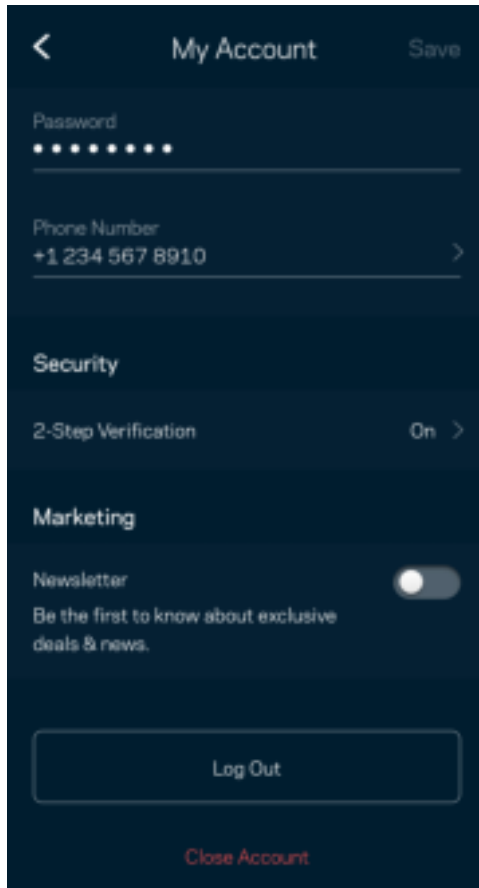 My Account
Save
Password
••••••••
Phone Number
+1 234 567 8910
Security
2-Step Verification
On
Marketing
Newsletter
Be the first to know about exclusive
deals & news.
Log Out
Close Account